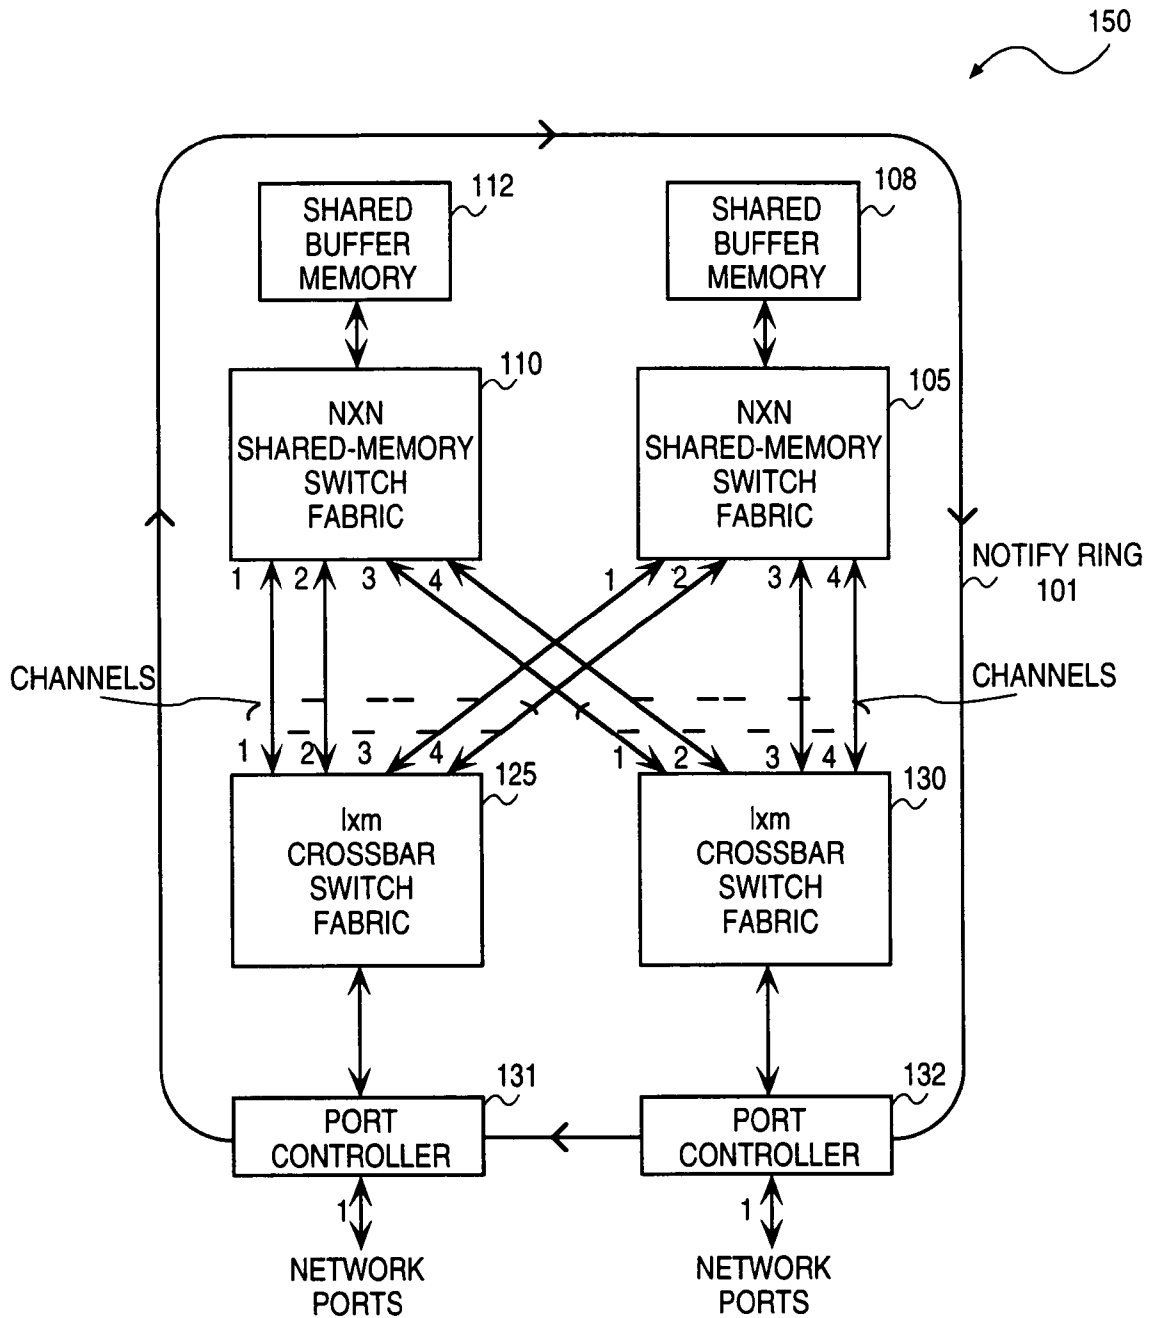 150
112
SHARED
BUFFER
MEMORY
108
SHARED
BUFFER
MEMORY
110
NXN
SHARED-MEMORY
SWITCH
FABRIC
105
NXN
SHARED-MEMORY
SWITCH
FABRIC
NOTIFY RING
101
1 2 3 4
1 2 3 4
CHANNELS
CHANNELS
1 2 3 4
1 2 3 4
125
lxm
CROSSBAR
SWITCH
FABRIC
130
lxm
CROSSBAR
SWITCH
FABRIC
131
PORT
CONTROLLER
132
PORT
CONTROLLER
1
NETWORK
PORTS
1
NETWORK
PORTS